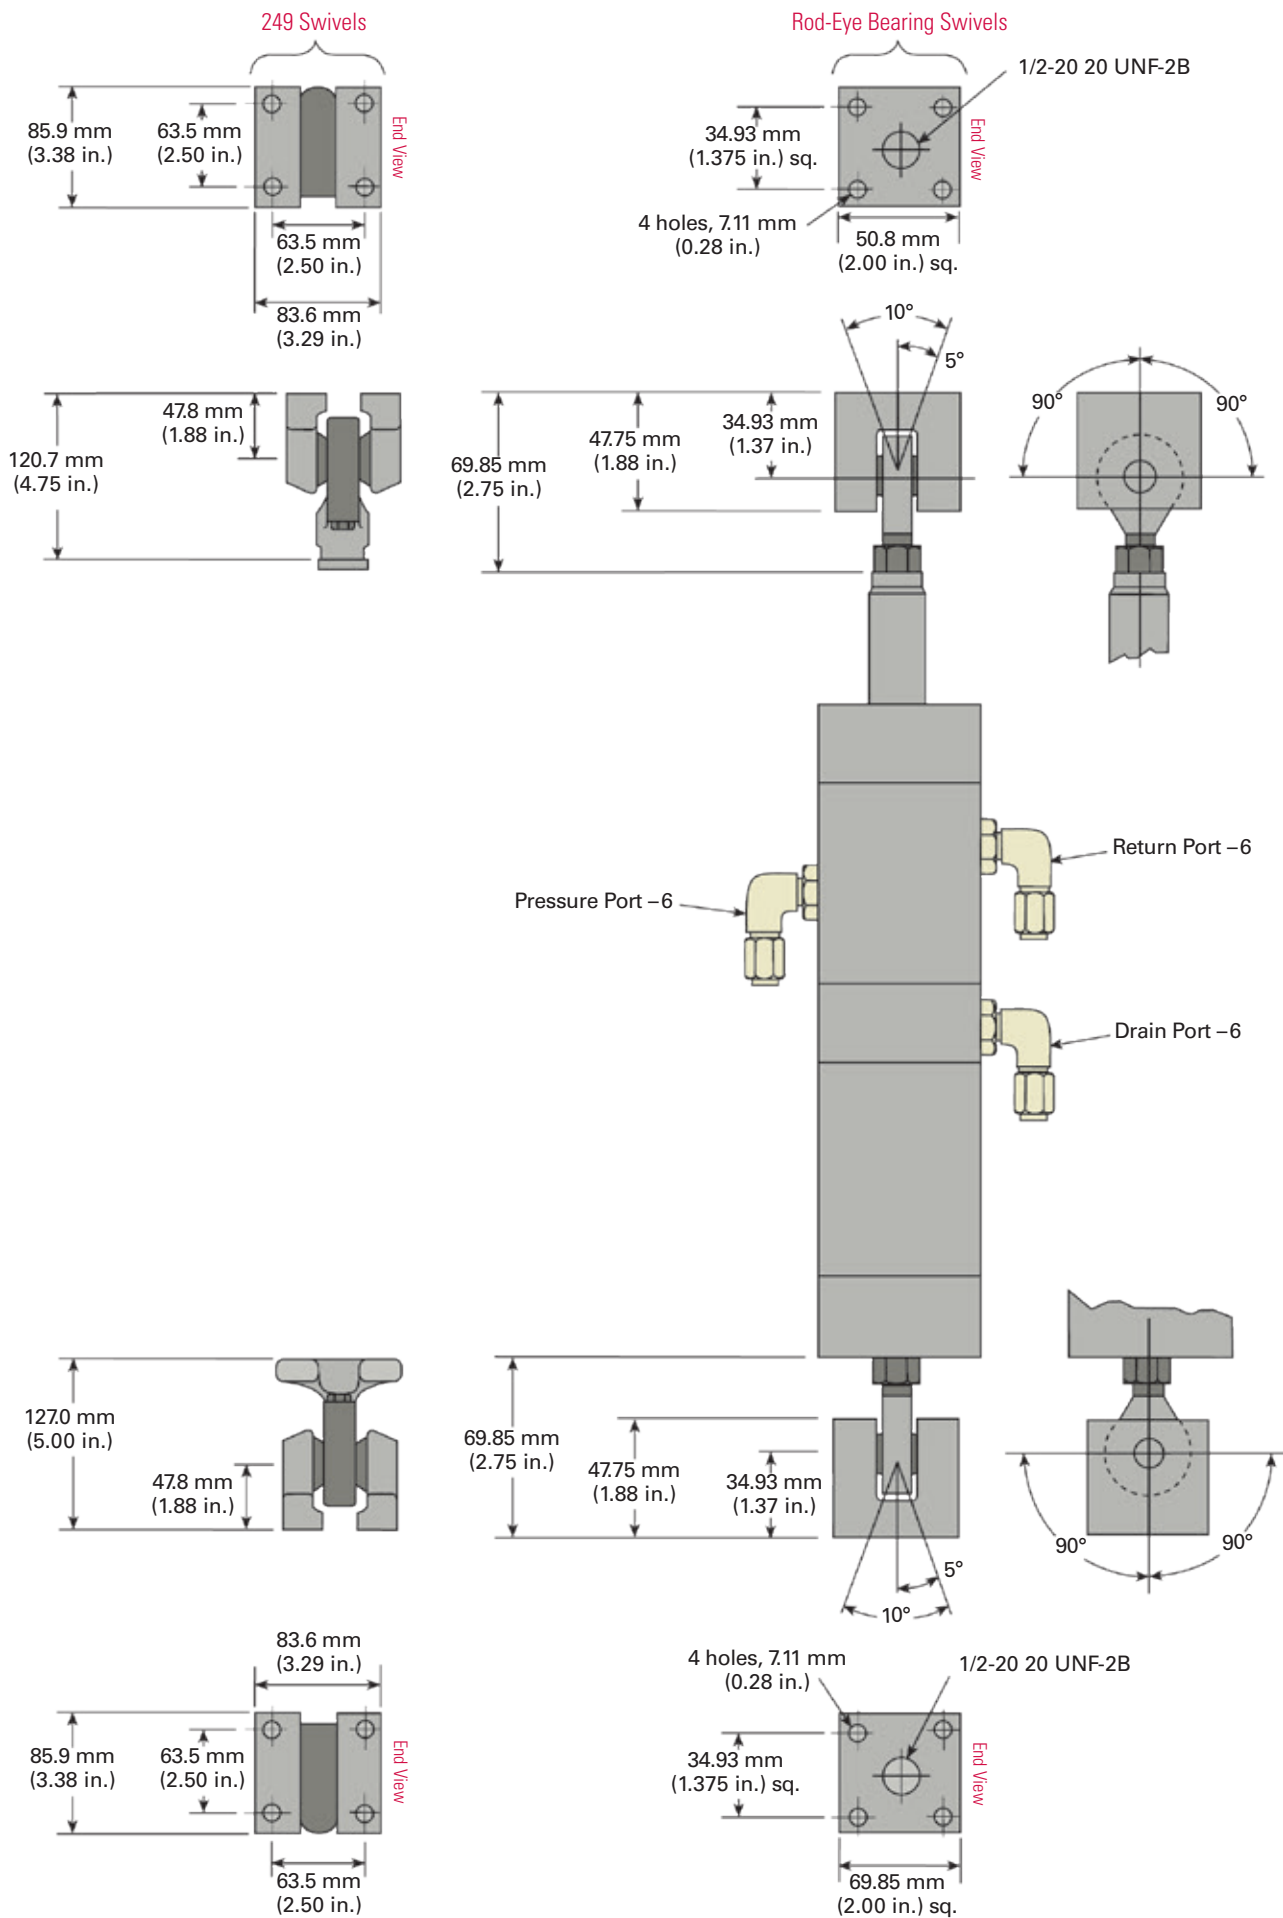 249 Swivels
Rod-Eye Bearing Swivels
1/2-20 20 UNF-2B
85.9 mm
(3.38 in.)
63.5 mm
(2.50 in.)
End View
34.93 mm
(1.375 in.) sq.
End View
4 holes, 7.11 mm
(0.28 in.)
63.5 mm
(2.50 in.)
50.8 mm
(2.00 in.) sq.
83.6 mm
(3.29 in.)
10°
5°
47.8 mm
(1.88 in.)
120.7 mm
(4.75 in.)
69.85 mm
(2.75 in.)
47.75 mm
(1.88 in.)
34.93 mm
(1.37 in.)
90°
90°
Return Port –6
Pressure Port –6
Drain Port –6
127.0 mm
(5.00 in.)
47.8 mm
(1.88 in.)
69.85 mm
(2.75 in.)
47.75 mm
(1.88 in.)
34.93 mm
(1.37 in.)
90°
90°
5°
10°
83.6 mm
(3.29 in.)
4 holes, 7.11 mm
(0.28 in.)
1/2-20 20 UNF-2B
85.9 mm
(3.38 in.)
63.5 mm
(2.50 in.)
End View
34.93 mm
(1.375 in.) sq.
End View
63.5 mm
(2.50 in.)
69.85 mm
(2.00 in.) sq.